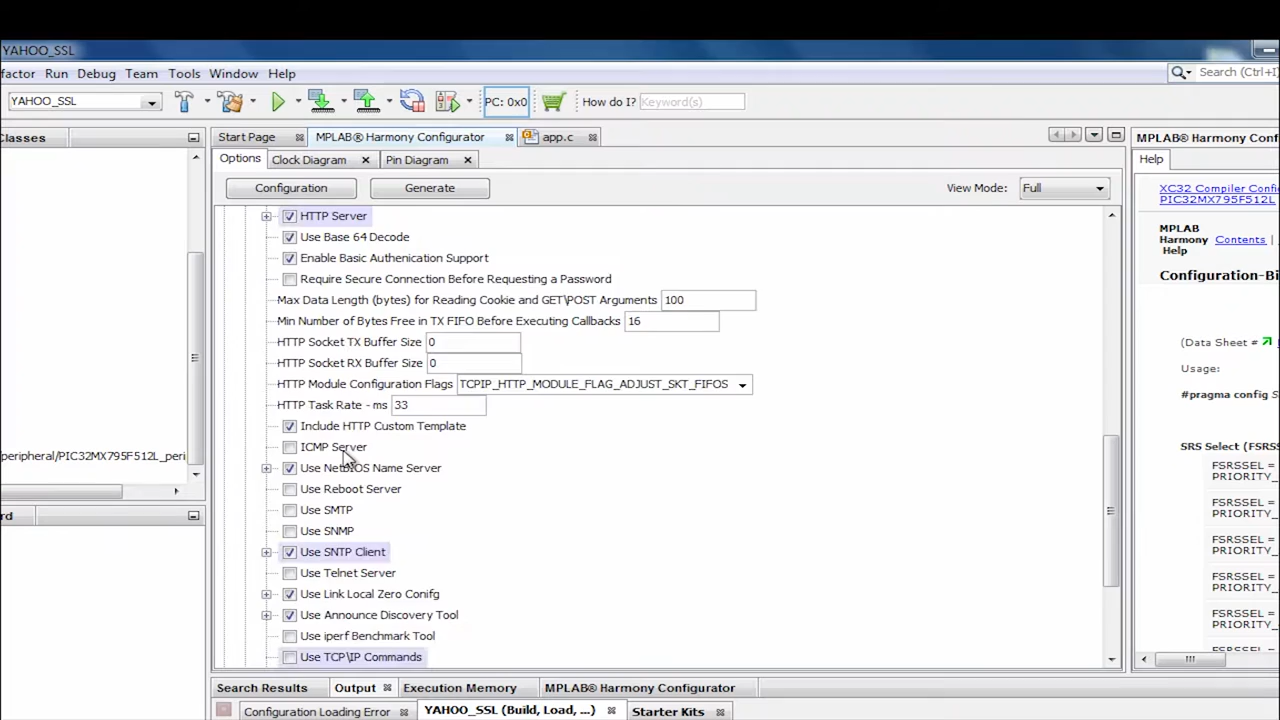 YAHOO_SSL
factor Run Debug Team Tools Window Help
Search (Ctrl+I)
YAHOO_SSL
PC: 0x0
How do I? Keyword(s)
Classes
Start Page
MPLAB® Harmony Configurator
app.c
MPLAB® Harmony Conf
Options
Clock Diagram
Pin Diagram
Help
Configuration
Generate
View Mode: Full
HTTP Server
Use Base 64 Decode
Enable Basic Authenication Support
Require Secure Connection Before Requesting a Password
Max Data Length (bytes) for Reading Cookie and GET\POST Arguments 100
Min Number of Bytes Free in TX FIFO Before Executing Callbacks 16
HTTP Socket TX Buffer Size 0
HTTP Socket RX Buffer Size 0
HTTP Module Configuration Flags TCPIP_HTTP_MODULE_FLAG_ADJUST_SKT_FIFOS
HTTP Task Rate - ms 33
Include HTTP Custom Template
ICMP Server
Use NetBIOS Name Server
Use Reboot Server
Use SMTP
Use SNMP
Use SNTP Client
Use Telnet Server
Use Link Local Zero Conifg
Use Announce Discovery Tool
Use iperf Benchmark Tool
Use TCP\IP Commands
/peripheral/PIC32MX795F512L_peri
rd
XC32 Compiler Confi
PIC32MX795F512L
MPLAB
Harmony Contents
Help
Configuration-Bi
(Data Sheet #
Usage:
#pragma config
SRS Select (FSRSSEL
FSRSSEL =
PRIORITY_
FSRSSEL =
PRIORITY_
FSRSSEL =
PRIORITY_
FSRSSEL =
PRIORITY_
FSRSSEL =
PRIORITY_
FSRSSEL =
Search Results
Output
Execution Memory
MPLAB® Harmony Configurator
Configuration Loading Error
YAHOO_SSL (Build, Load, ...)
Starter Kits